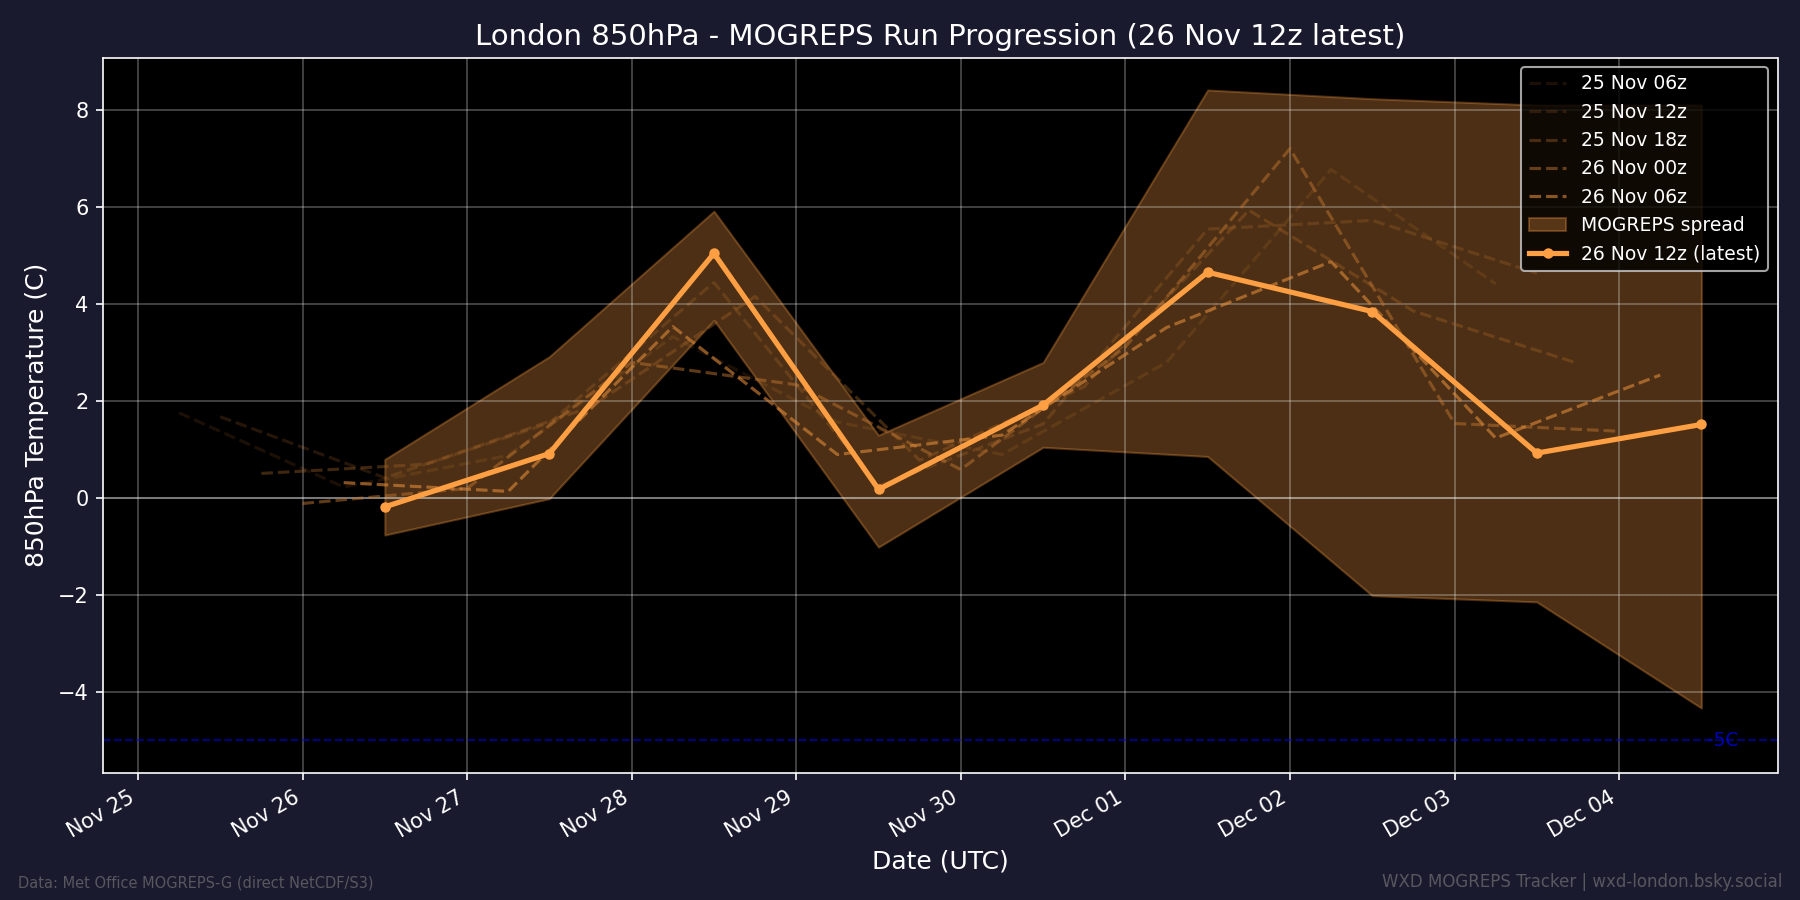 London 850hPa - MOGREPS Run Progression (26 Nov 12z latest)
25 Nov 06z
25 Nov 12z
25 Nov 18z
26 Nov 00z
26 Nov 06z
MOGREPS spread
26 Nov 12z (latest)
850hPa Temperature (C)
8
6
4
2
0
−2
−4
-5C
Nov 25
Nov 26
Nov 27
Nov 28
Nov 29
Nov 30
Dec 01
Dec 02
Dec 03
Dec 04
Date (UTC)
Data: Met Office MOGREPS-G (direct NetCDF/S3)
WXD MOGREPS Tracker | wxd-london.bsky.social